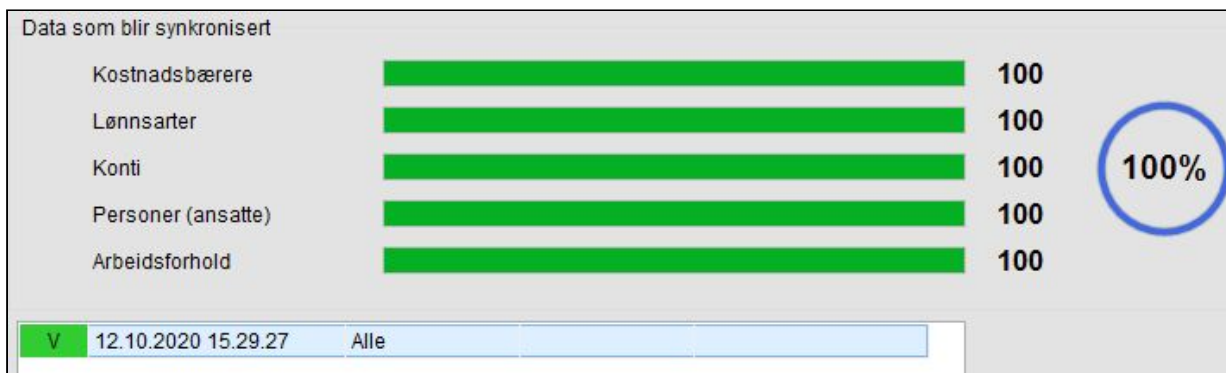 Data som blir synkronisert
Kostnadsbærere 100
Lønnsarter 100
Konti 100 100%
Personer (ansatte) 100
Arbeidsforhold 100
V 12.10.2020 15.29.27 Alle